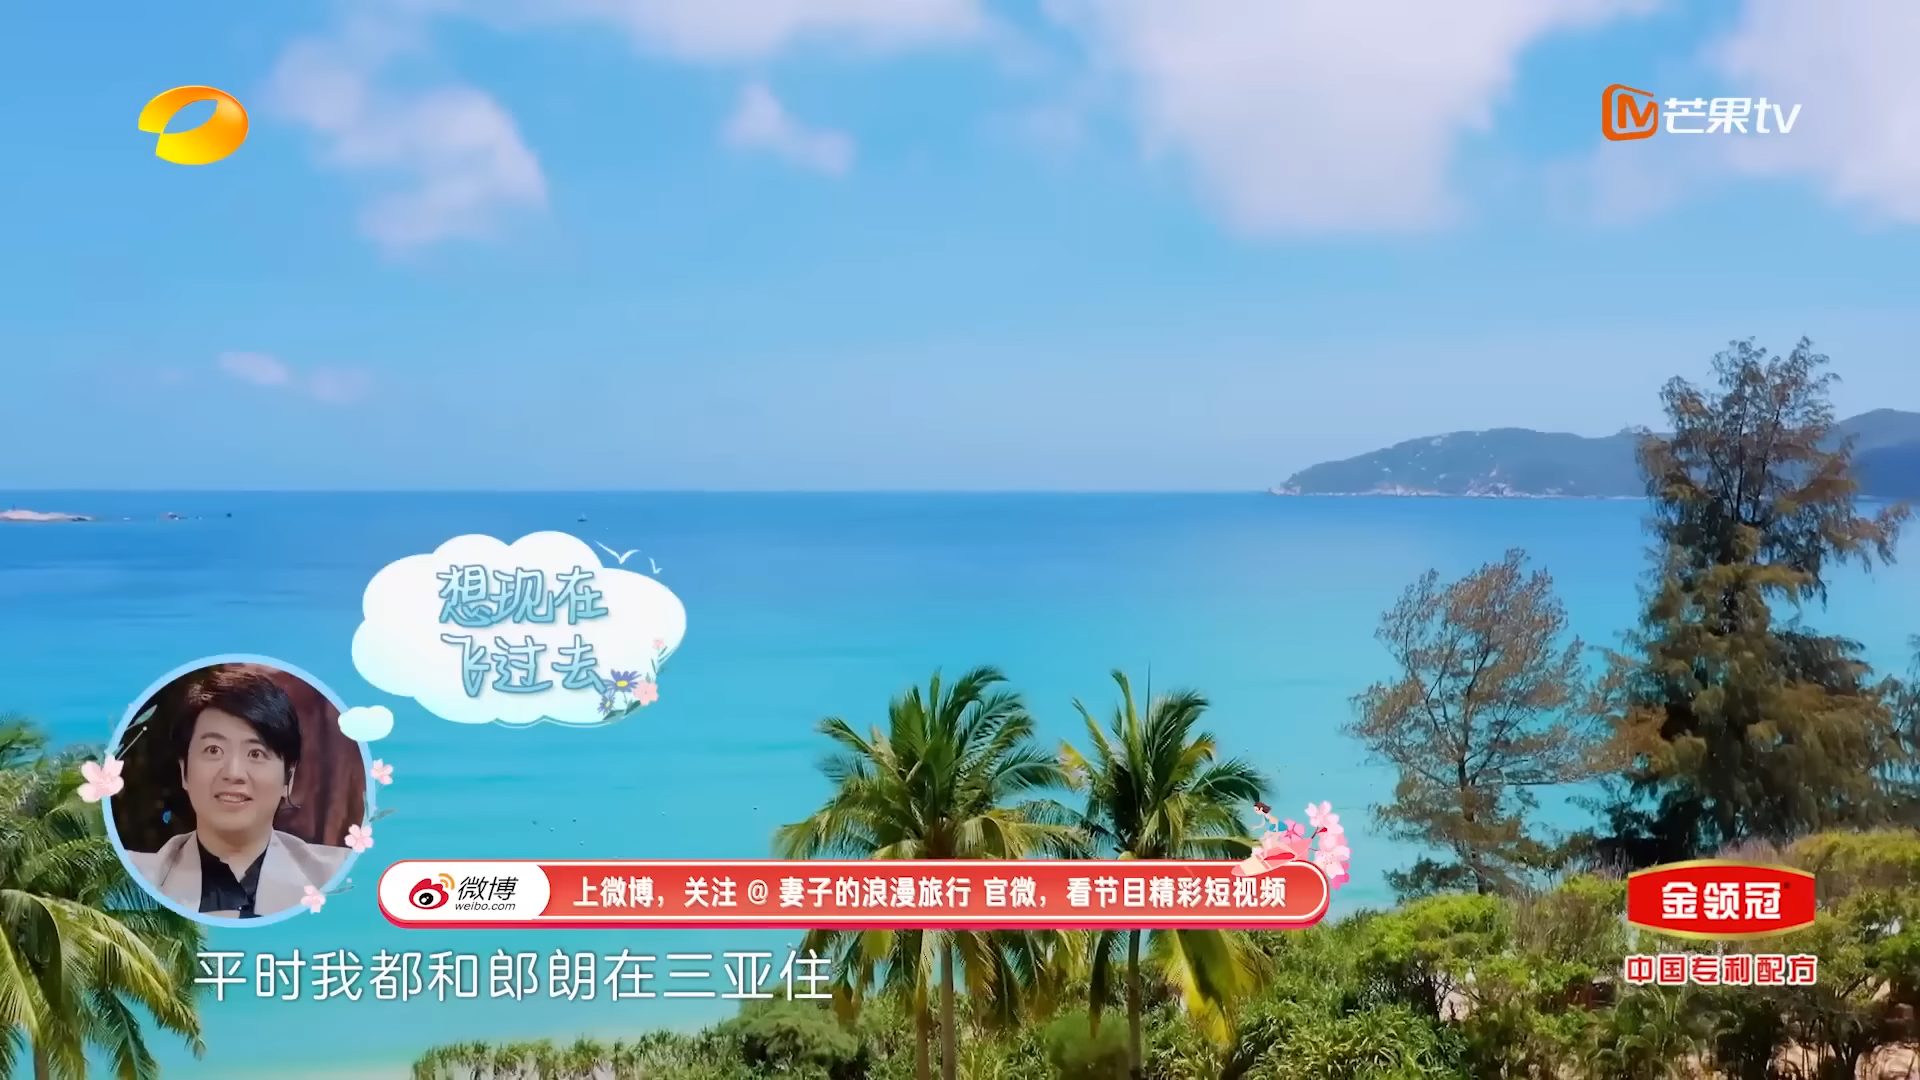 芒果tv
想现在
飞过去
微博
weibo.com
上微博，关注 @ 妻子的浪漫旅行 官微，看节目精彩短视频
金领冠
中国专利配方
平时我都和郎朗在三亚住